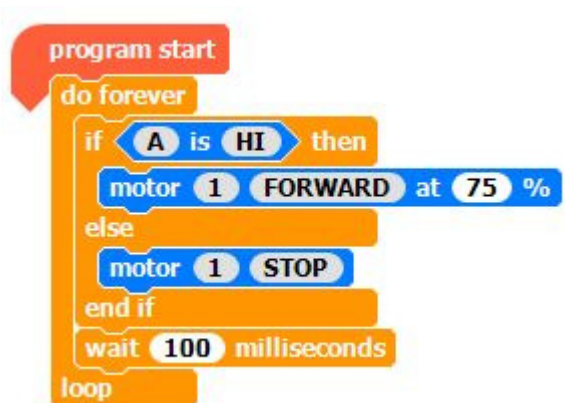 program start
do forever
if A is HI then
motor 1 FORWARD at 75 %
else
motor 1 STOP
end if
wait 100 milliseconds
loop